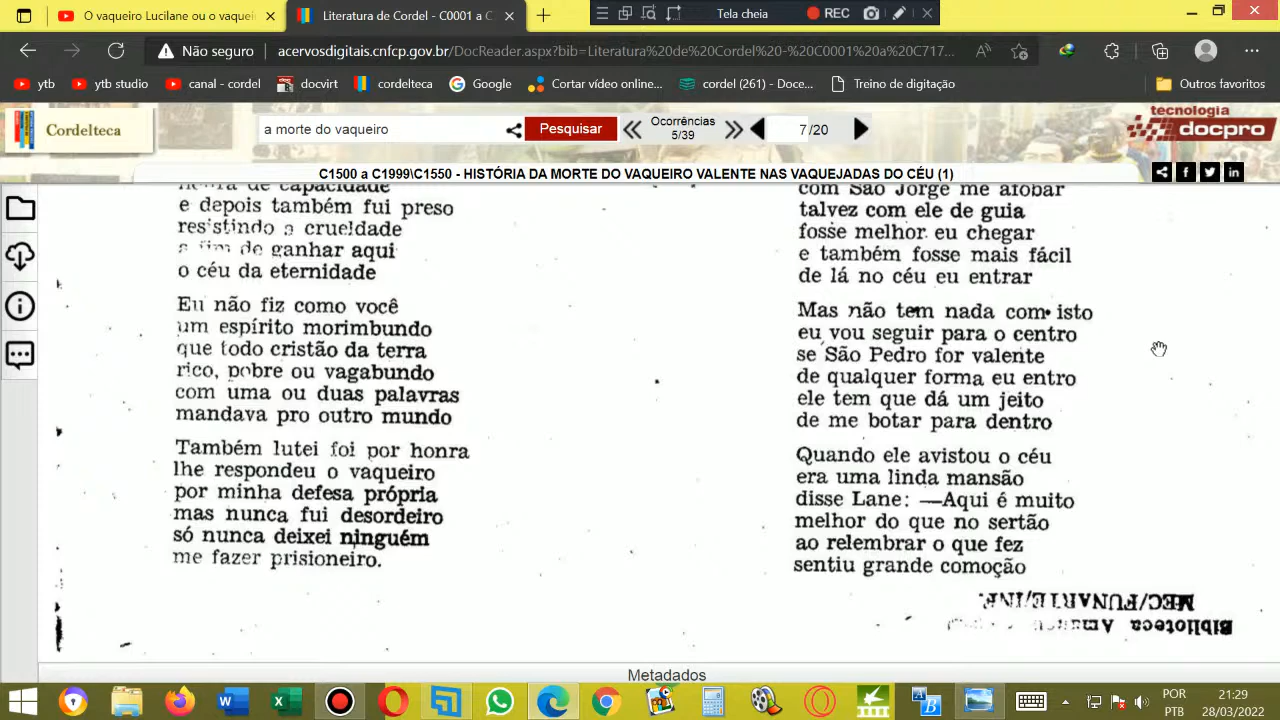 O vaqueiro Lucilane ou o vaquei
Literatura de Cordel - C0001 a C
Tela cheia
REC
Não seguro
acervosdigitais.cnfcp.gov.br/DocReader.aspx?bib=Literatura%20de%20Cordel%20-%20C0001%20a%20C717...
ytb
ytb studio
canal - cordel
docvirt
cordelteca
Google
Cortar vídeo online...
cordel (261) - Doce...
Treino de digitação
Outros favoritos
Cordelteca
a morte do vaqueiro
Pesquisar
Ocorrências
5/39
7 /20
tecnologia
docpro
C1500 a C1999\C1550 - HISTÓRIA DA MORTE DO VAQUEIRO VALENTE NAS VAQUEJADAS DO CÉU (1)
de capacidade
e depois também fui preso
resistindo a crueldade
a fim de ganhar aqui
o céu da eternidade
Eu não fiz como você
um espírito morimbundo
que todo cristão da terra
rico, pobre ou vagabundo
com uma ou duas palavras
mandava pro outro mundo
Também lutei foi por honra
lhe respondeu o vaqueiro
por minha defesa própria
mas nunca fui desordeiro
só nunca deixei ninguém
me fazer prisioneiro.
com São Jorge me afobar
talvez com ele de guia
fosse melhor eu chegar
e também fosse mais fácil
de lá no céu eu entrar
Mas não tem nada com isto
eu vou seguir para o centro
se São Pedro for valente
de qualquer forma eu entro
ele tem que dá um jeito
de me botar para dentro
Quando ele avistou o céu
era uma linda mansão
disse Lane: —Aqui é muito
melhor do que no sertão
ao relembrar o que fez
sentiu grande comoção
MEC/FUNARTE/INF.
Biblioteca
Metadados
POR
PTB
21:29
28/03/2022